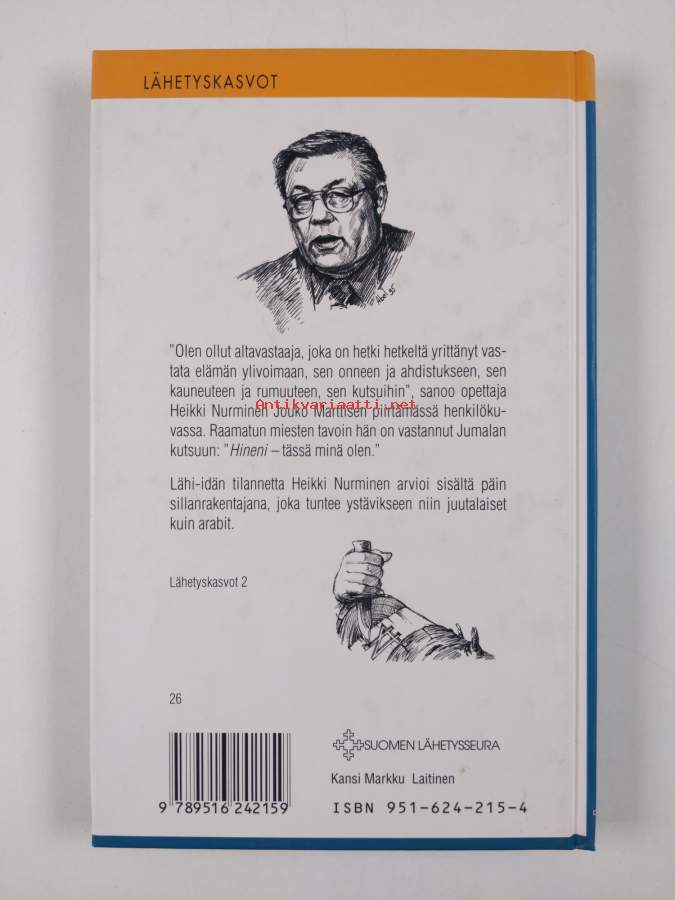 LÄHETYSKASVOT
"Olen ollut altavastaaja, joka on hetki hetkeltä yrittänyt vas-
tata elämän ylivoimaan, sen onneen ja ahdistukseen, sen
kauneuteen ja rumuuteen, sen kutsuihin", sanoo opettaja
Antikvariaatti.net
Heikki Nurminen Jouko Marttisen piirtämässä henkilöku-
vassa. Raamatun miesten tavoin hän on vastannut Jumalan
kutsuun: "Hineni – tässä minä olen."
Lähi-idän tilannetta Heikki Nurminen arvioi sisältä päin
sillanrakentajana, joka tuntee ystävikseen niin juutalaiset
kuin arabit.
Lähetyskasvot 2
26
SUOMEN LÄHETYSSEURA
Kansi Markku Laitinen
9 789516 242159
ISBN 951-624-215-4